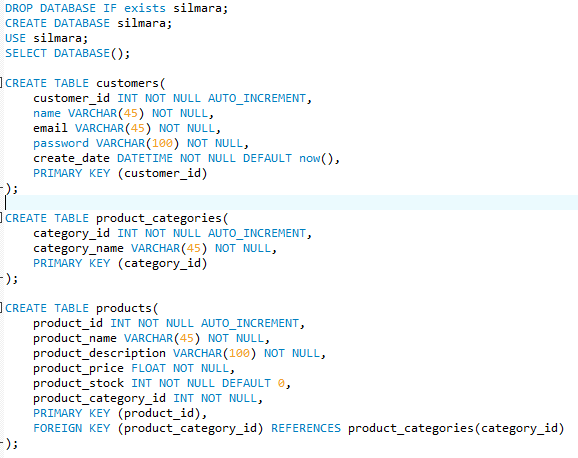 DROP DATABASE IF exists silmara;
CREATE DATABASE silmara;
USE silmara;
SELECT DATABASE();
CREATE TABLE customers(
customer_id INT NOT NULL AUTO_INCREMENT,
name VARCHAR(45) NOT NULL,
email VARCHAR(45) NOT NULL,
password VARCHAR(100) NOT NULL,
create_date DATETIME NOT NULL DEFAULT now(),
PRIMARY KEY (customer_id)
);
CREATE TABLE product_categories(
category_id INT NOT NULL AUTO_INCREMENT,
category_name VARCHAR(45) NOT NULL,
PRIMARY KEY (category_id)
);
CREATE TABLE products(
product_id INT NOT NULL AUTO_INCREMENT,
product_name VARCHAR(45) NOT NULL,
product_description VARCHAR(100) NOT NULL,
product_price FLOAT NOT NULL,
product_stock INT NOT NULL DEFAULT 0,
product_category_id INT NOT NULL,
PRIMARY KEY (product_id),
FOREIGN KEY (product_category_id) REFERENCES product_categories(category_id)
);